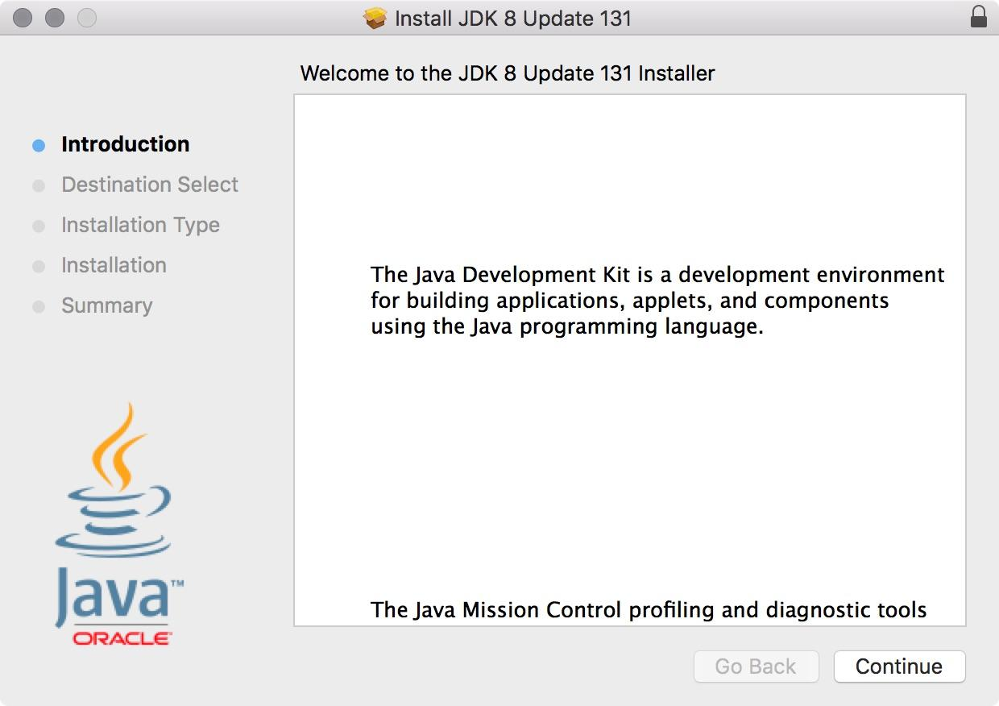 Install JDK 8 Update 131
Welcome to the JDK 8 Update 131 Installer
Introduction
Destination Select
Installation Type
Installation
Summary
The Java Development Kit is a development environment
for building applications, applets, and components
using the Java programming language.
The Java Mission Control profiling and diagnostic tools
Java™
ORACLE
Go Back
Continue